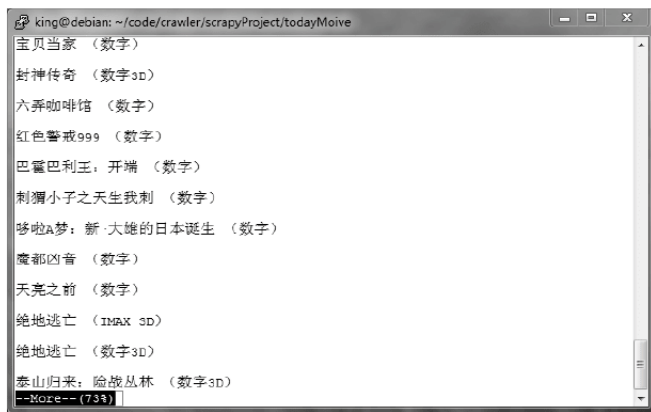 king@debian: ~/code/crawler/scrapyProject/todayMoive
宝贝当家 （数字）
封神传奇 （数字3D）
六弄咖啡馆 （数字）
红色警戒999 （数字）
巴霍巴利王：开端 （数字）
刺猬小子之天生我刺 （数字）
哆啦A梦：新·大雄的日本诞生 （数字）
魔都凶音 （数字）
天亮之前 （数字）
绝地逃亡 （IMAX 3D）
绝地逃亡 （数字3D）
泰山归来：险战丛林 （数字3D）
--More--(73%)